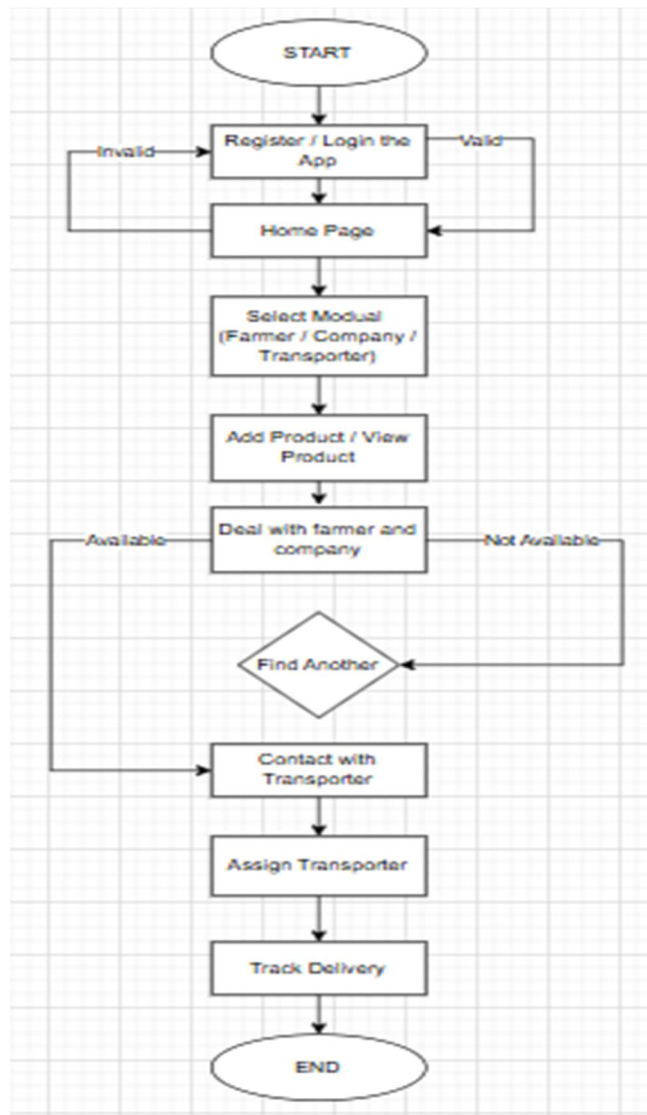 START
Register / Login the
App
Invalid
Valid
Home Page
Select Modual
(Farmer / Company /
Transporter)
Add Product / View
Product
Deal with farmer and
company
Available
Not Available
Find Another
Contact with
Transporter
Assign Transporter
Track Delivery
END